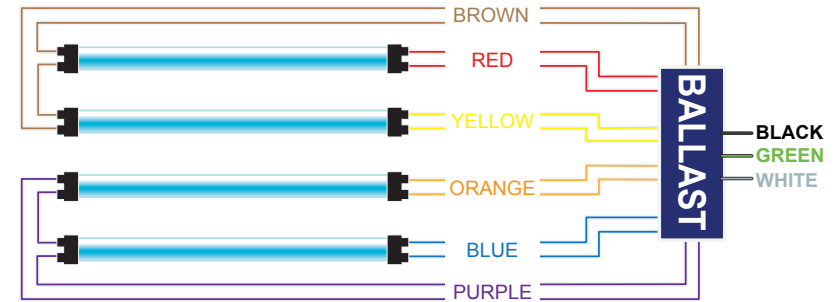 BROWN
RED
YELLOW
ORANGE
BLUE
PURPLE
BALLAST
BLACK
GREEN
WHITE